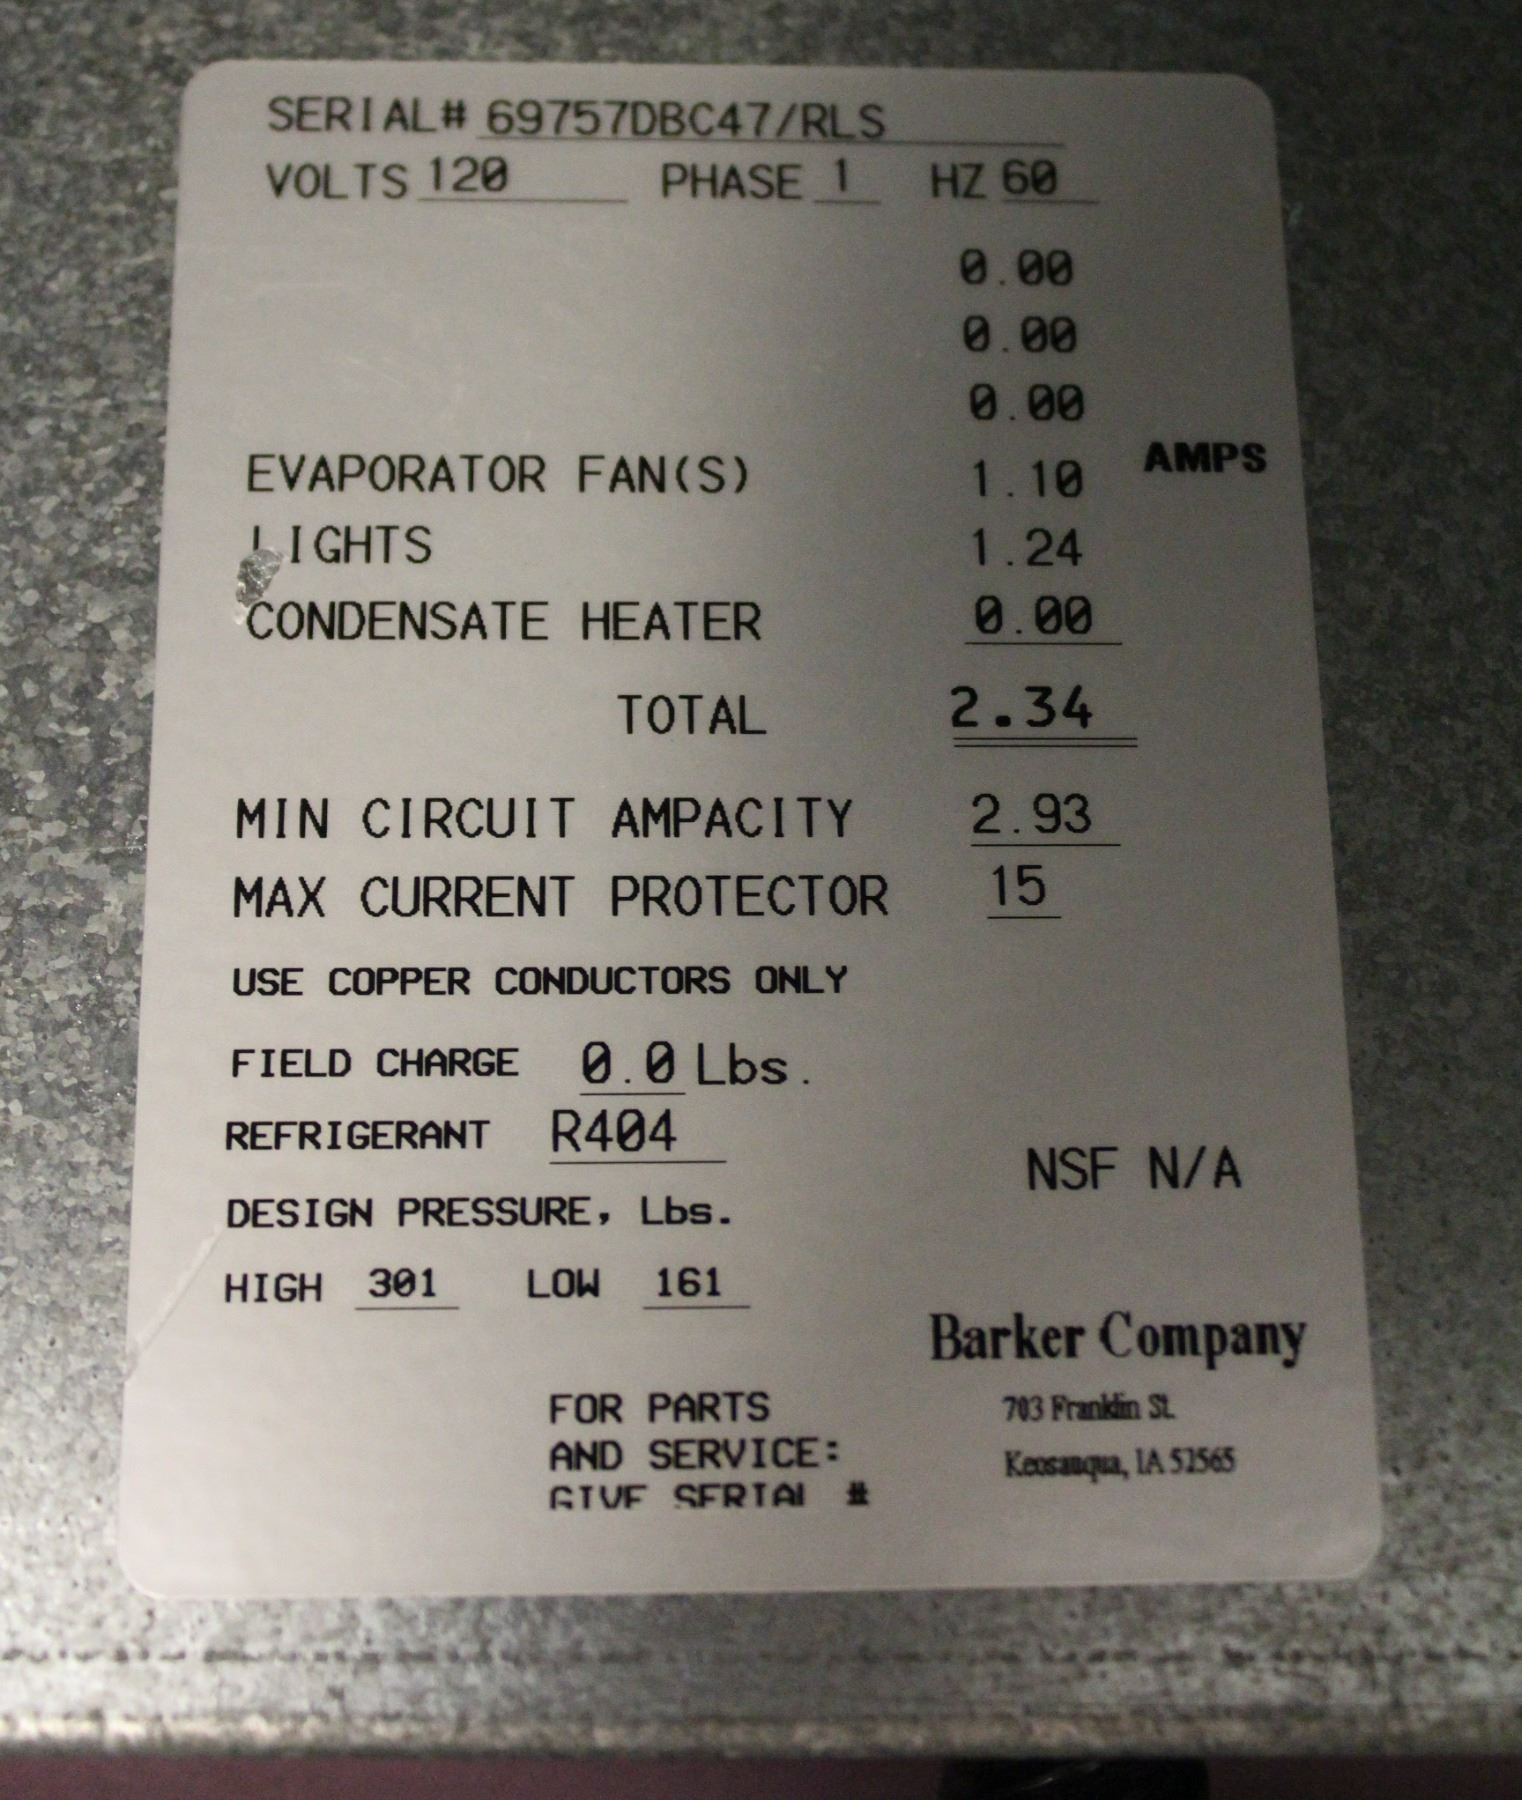 SERIAL# 69757DBC47/RLS
VOLTS 120 PHASE 1 HZ 60
0.00
0.00
0.00
AMPS
EVAPORATOR FAN(S) 1.10
LIGHTS 1.24
CONDENSATE HEATER 0.00
TOTAL 2.34
MIN CIRCUIT AMPACITY 2.93
MAX CURRENT PROTECTOR 15
USE COPPER CONDUCTORS ONLY
FIELD CHARGE 0.0 Lbs.
REFRIGERANT R404
NSF N/A
DESIGN PRESSURE, Lbs.
HIGH 301 LOW 161
Barker Company
703 Franklin St.
Keosauqua, IA 52565
FOR PARTS
AND SERVICE:
GIVE SERIAL #